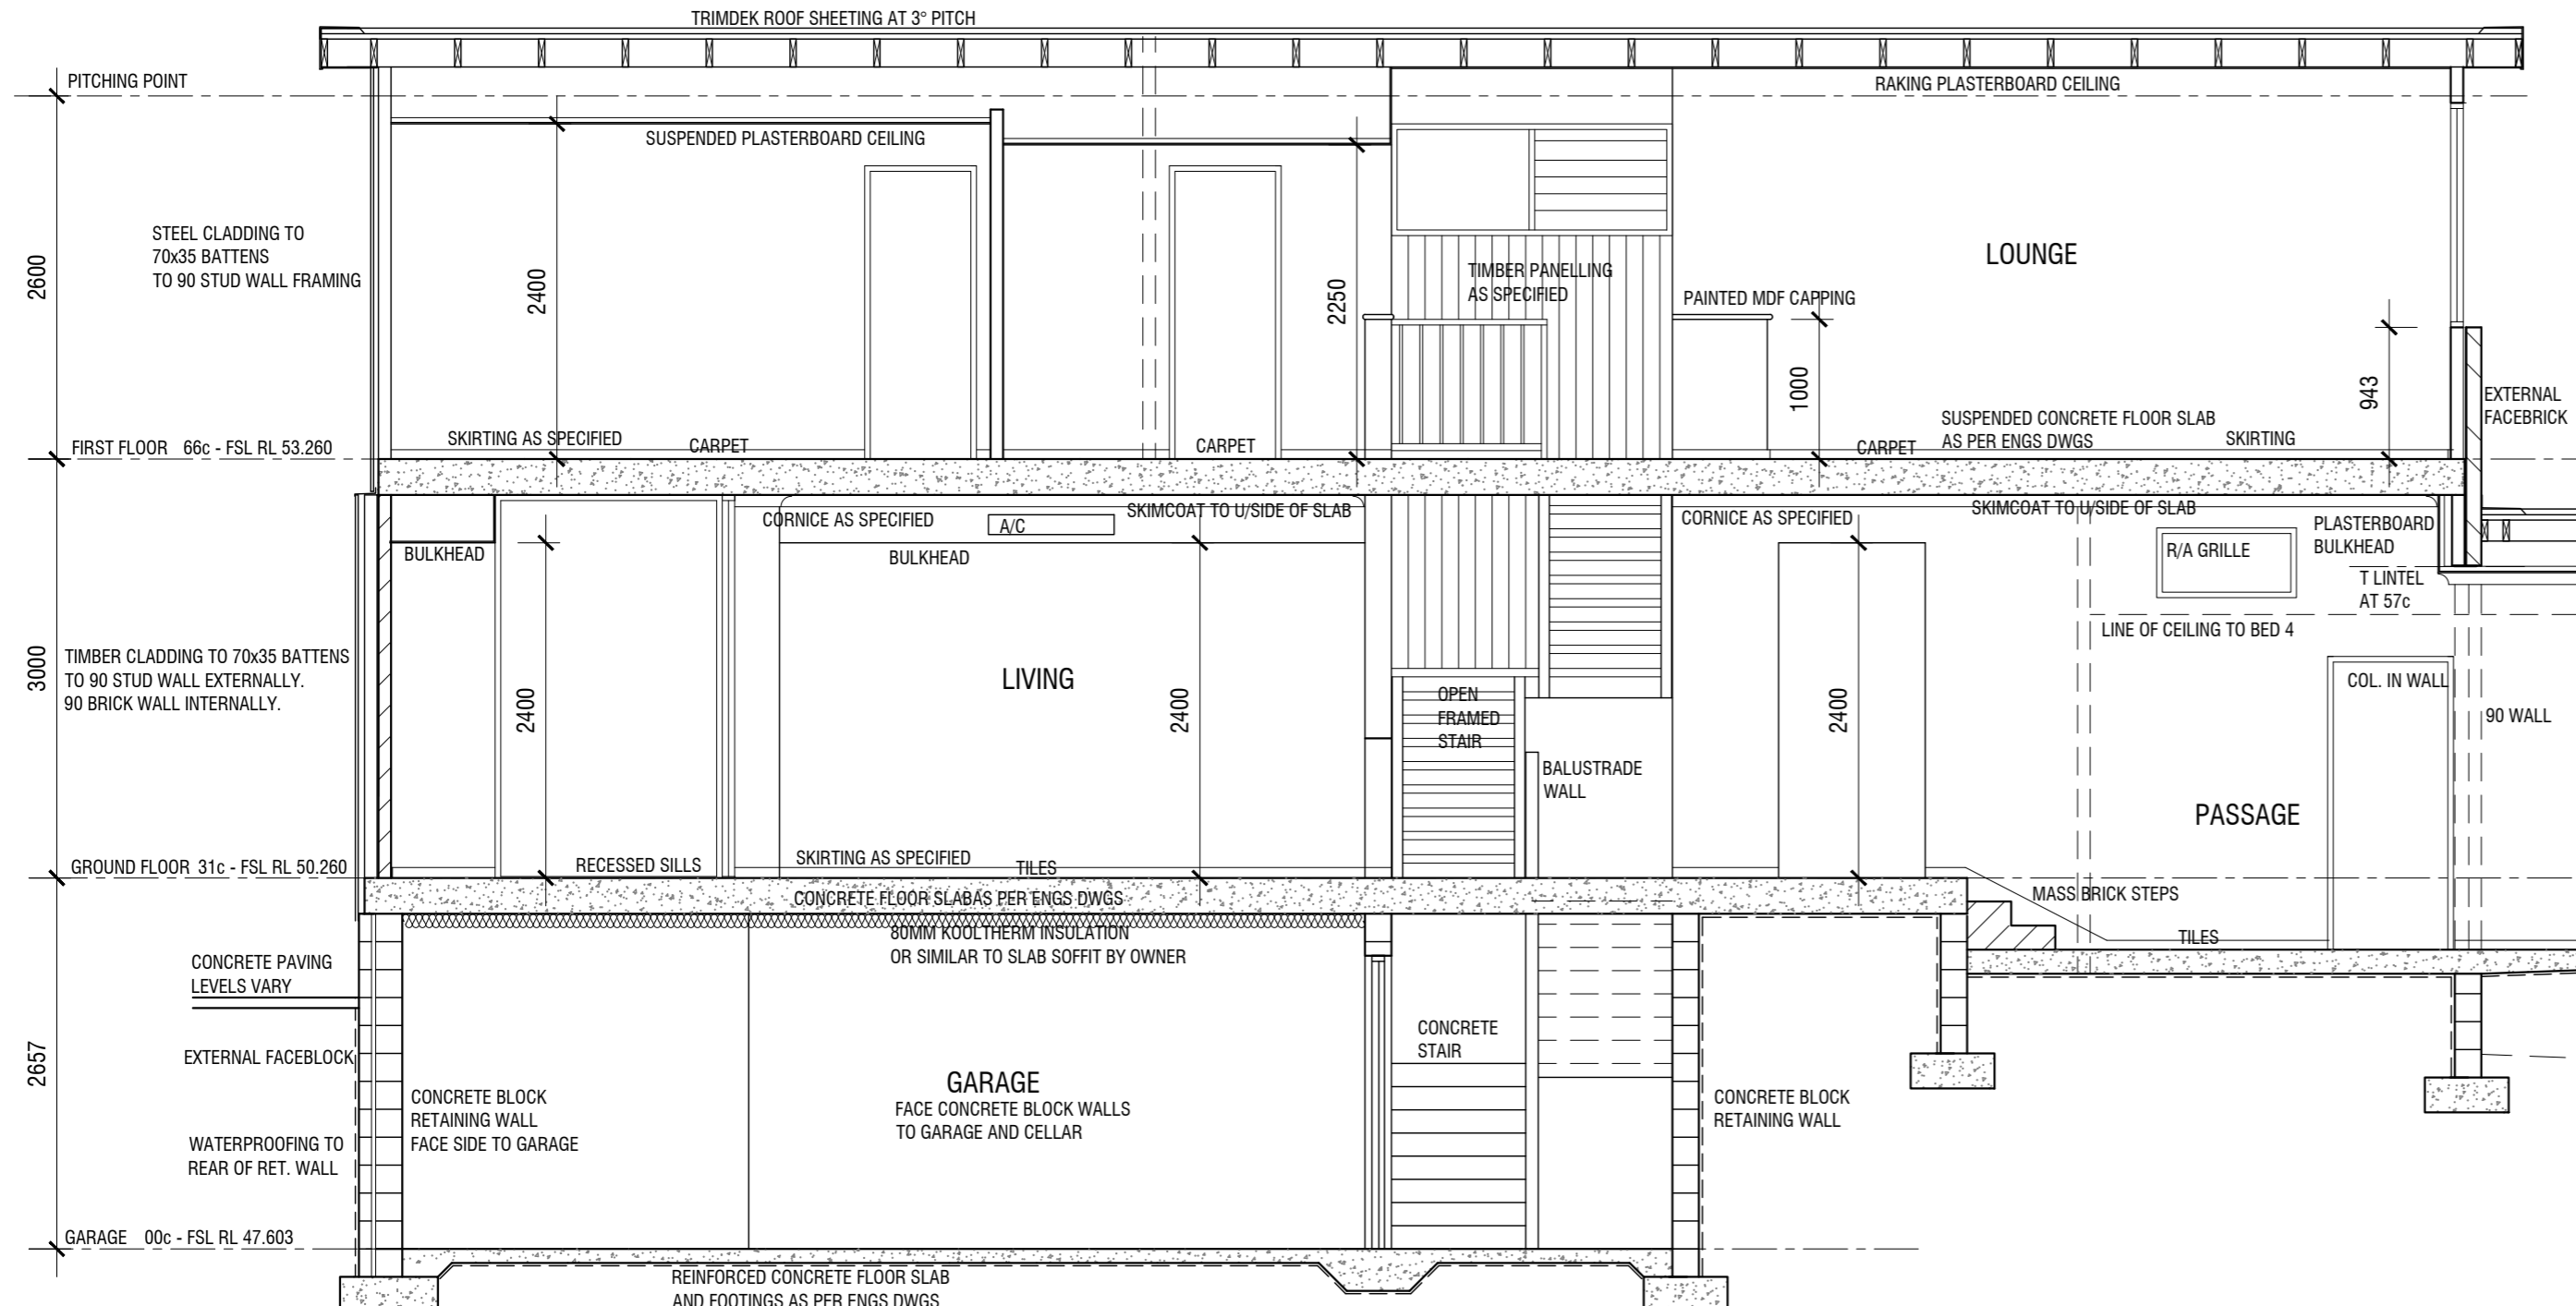 TRIMDEK ROOF SHEETING AT 3° PITCH
PITCHING POINT
RAKING PLASTERBOARD CEILING
SUSPENDED PLASTERBOARD CEILING
STEEL CLADDING TO
70x35 BATTENS
TO 90 STUD WALL FRAMING
2600
2400
2250
TIMBER PANELLING
AS SPECIFIED
LOUNGE
PAINTED MDF CAPPING
1000
943
EXTERNAL
FACEBRICK
SUSPENDED CONCRETE FLOOR SLAB
AS PER ENGS DWGS
SKIRTING
FIRST FLOOR 66c - FSL RL 53.260
SKIRTING AS SPECIFIED
CARPET
CARPET
CARPET
CORNICE AS SPECIFIED
A/C
SKIMCOAT TO U/SIDE OF SLAB
CORNICE AS SPECIFIED
SKIMCOAT TO U/SIDE OF SLAB
PLASTERBOARD
BULKHEAD
BULKHEAD
BULKHEAD
R/A GRILLE
T LINTEL
AT 57c
LINE OF CEILING TO BED 4
3000
TIMBER CLADDING TO 70x35 BATTENS
TO 90 STUD WALL EXTERNALLY.
90 BRICK WALL INTERNALLY.
2400
LIVING
2400
OPEN
FRAMED
STAIR
2400
COL. IN WALL
90 WALL
BALUSTRADE
WALL
PASSAGE
GROUND FLOOR 31c - FSL RL 50.260
RECESSED SILLS
SKIRTING AS SPECIFIED
TILES
CONCRETE FLOOR SLABAS PER ENGS DWGS
MASS BRICK STEPS
TILES
80MM KOOLTHERM INSULATION
OR SIMILAR TO SLAB SOFFIT BY OWNER
CONCRETE PAVING
LEVELS VARY
2657
EXTERNAL FACEBLOCK
CONCRETE
STAIR
GARAGE
FACE CONCRETE BLOCK WALLS
TO GARAGE AND CELLAR
CONCRETE BLOCK
RETAINING WALL
FACE SIDE TO GARAGE
CONCRETE BLOCK
RETAINING WALL
WATERPROOFING TO
REAR OF RET. WALL
GARAGE 00c - FSL RL 47.603
REINFORCED CONCRETE FLOOR SLAB
AND FOOTINGS AS PER ENGS DWGS